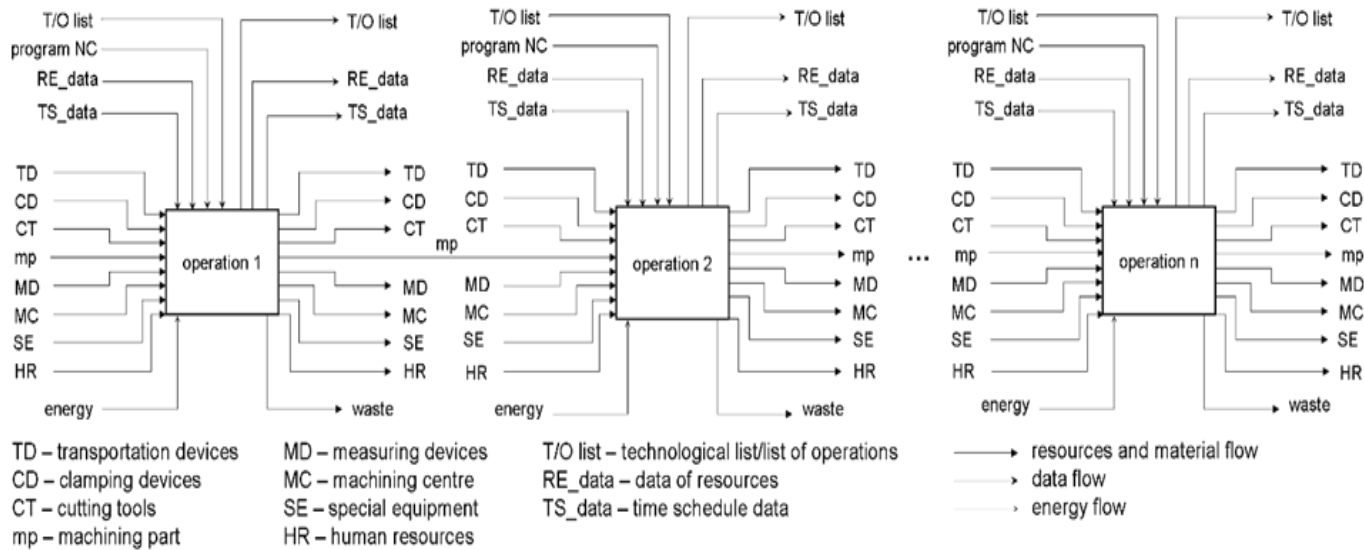 T/O list T/O list T/O list T/O list T/O list T/O list
program NC program NC program NC
RE_data RE_data RE_data RE_data RE_data RE_data
TS_data TS_data TS_data TS_data TS_data TS_data
TD TD TD TD TD TD
CD CD CD CD CD CD
CT CT CT CT CT CT
mp operation 1 mp mp operation 2 mp ... mp operation n mp
MD MD MD MD MD MD
MC MC MC MC MC MC
SE SE SE SE SE SE
HR HR HR HR HR HR
energy waste energy waste energy waste
TD – transportation devices MD – measuring devices T/O list – technological list/list of operations resources and material flow
CD – clamping devices MC – machining centre RE_data – data of resources data flow
CT – cutting tools SE – special equipment TS_data – time schedule data energy flow
mp – machining part HR – human resources